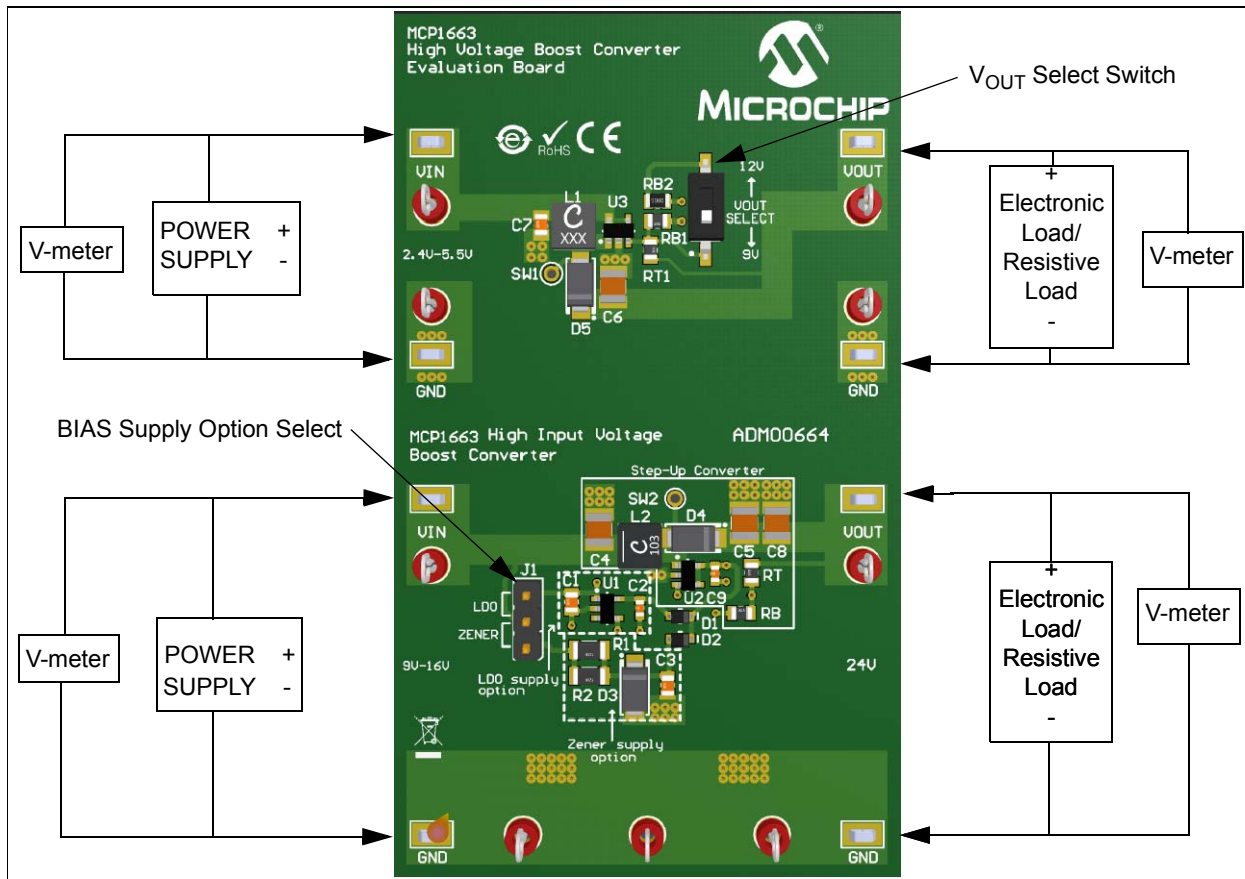 MCP1663
High Voltage Boost Converter
Evaluation Board
®
MICROCHIP
VOUT Select Switch
RoHS
CE
VIN
VOUT
12V
VOUT
SELECT
9V
RB2
RB1
RT1
L1
U3
C7
XXX
2.4V-5.5V
SW1
D5
C6
GND
GND
V-meter
POWER +
SUPPLY -
+
Electronic
Load/
Resistive
Load
-
V-meter
BIAS Supply Option Select
MCP1663 High Input Voltage
Boost Converter
ADM00664
Step-Up Converter
SW2
L2
D4
103
C4
C5
C8
VIN
VOUT
J1
C1
U1
C2
U2
C9
RT
RB
LDO
ZENER
D1
D2
R1
R2
D3
C3
9V-16V
LDO supply
option
24V
Zener supply
option
GND
GND
V-meter
POWER +
SUPPLY -
+
Electronic
Load/
Resistive
Load
-
V-meter